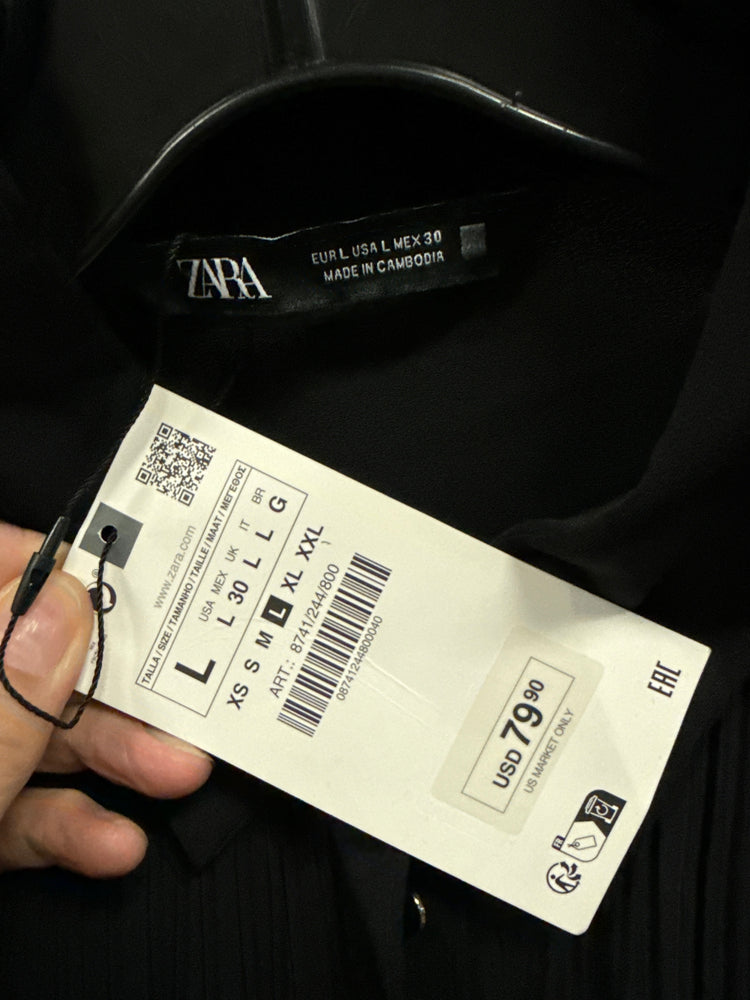 ZARA
EUR L USA L MEX 30
MADE IN CAMBODIA
www.zara.com
TALLA / SIZE / TAMANHO / TAILLE / MAAT / ΜΕΓΕΘΟΣ
L
USA MEX UK IT BR
L 30 L L G
XS S M L XL XXL
ART.: 8741/244/800
08741244800040
USD 79.90
US MARKET ONLY
EAC
FR